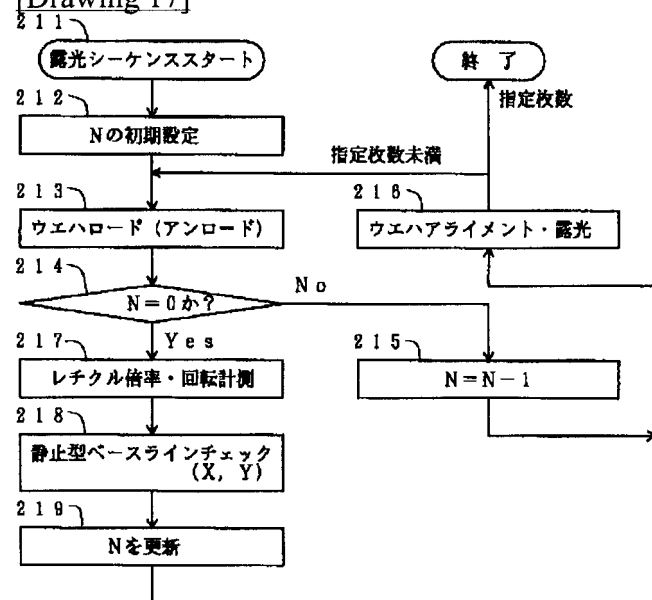 [Drawing 17]
２１１
露光シーケンススタート
２１２
Nの初期設定
２１３
ウエハロード（アンロード）
２１４
N＝0か？
Yes
２１７
レチクル倍率・回転計測
２１８
静止型ベースラインチェック
（X，Y）
２１９
Nを更新
終　了
指定枚数
指定枚数未満
２１６
ウエハアライメント・露光
No
２１５
N＝N－1